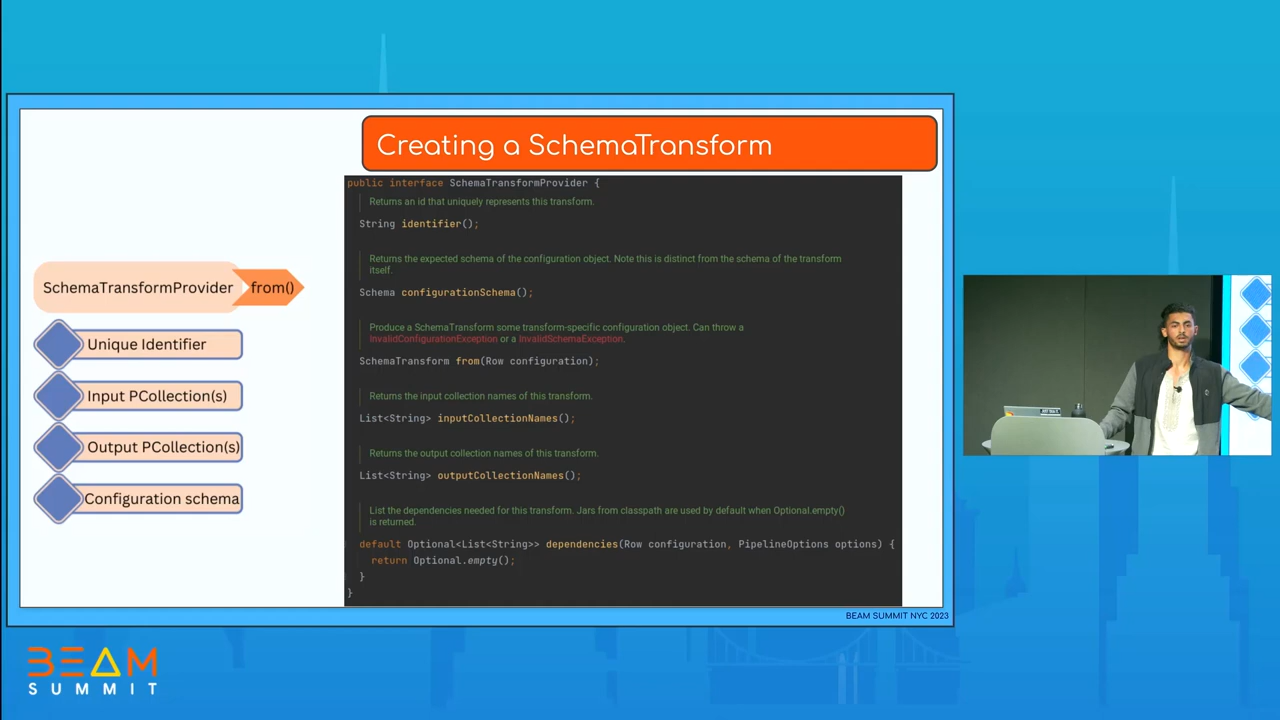 Creating a SchemaTransform
SchemaTransformProvider
from()
Unique Identifier
Input PCollection(s)
Output PCollection(s)
Configuration schema
public interface SchemaTransformProvider {
Returns an id that uniquely represents this transform.
String identifier();
Returns the expected schema of the configuration object. Note this is distinct from the schema of the transform
itself.
Schema configurationSchema();
Produce a SchemaTransform some transform-specific configuration object. Can throw a
InvalidConfigurationException or a InvalidSchemaException.
SchemaTransform from(Row configuration);
Returns the input collection names of this transform.
List<String> inputCollectionNames();
Returns the output collection names of this transform.
List<String> outputCollectionNames();
List the dependencies needed for this transform. Jars from classpath are used by default when Optional.empty()
is returned.
default Optional<List<String>> dependencies(Row configuration, PipelineOptions options) {
return Optional.empty();
}
}
BEAM SUMMIT NYC 2023
BEAM
SUMMIT